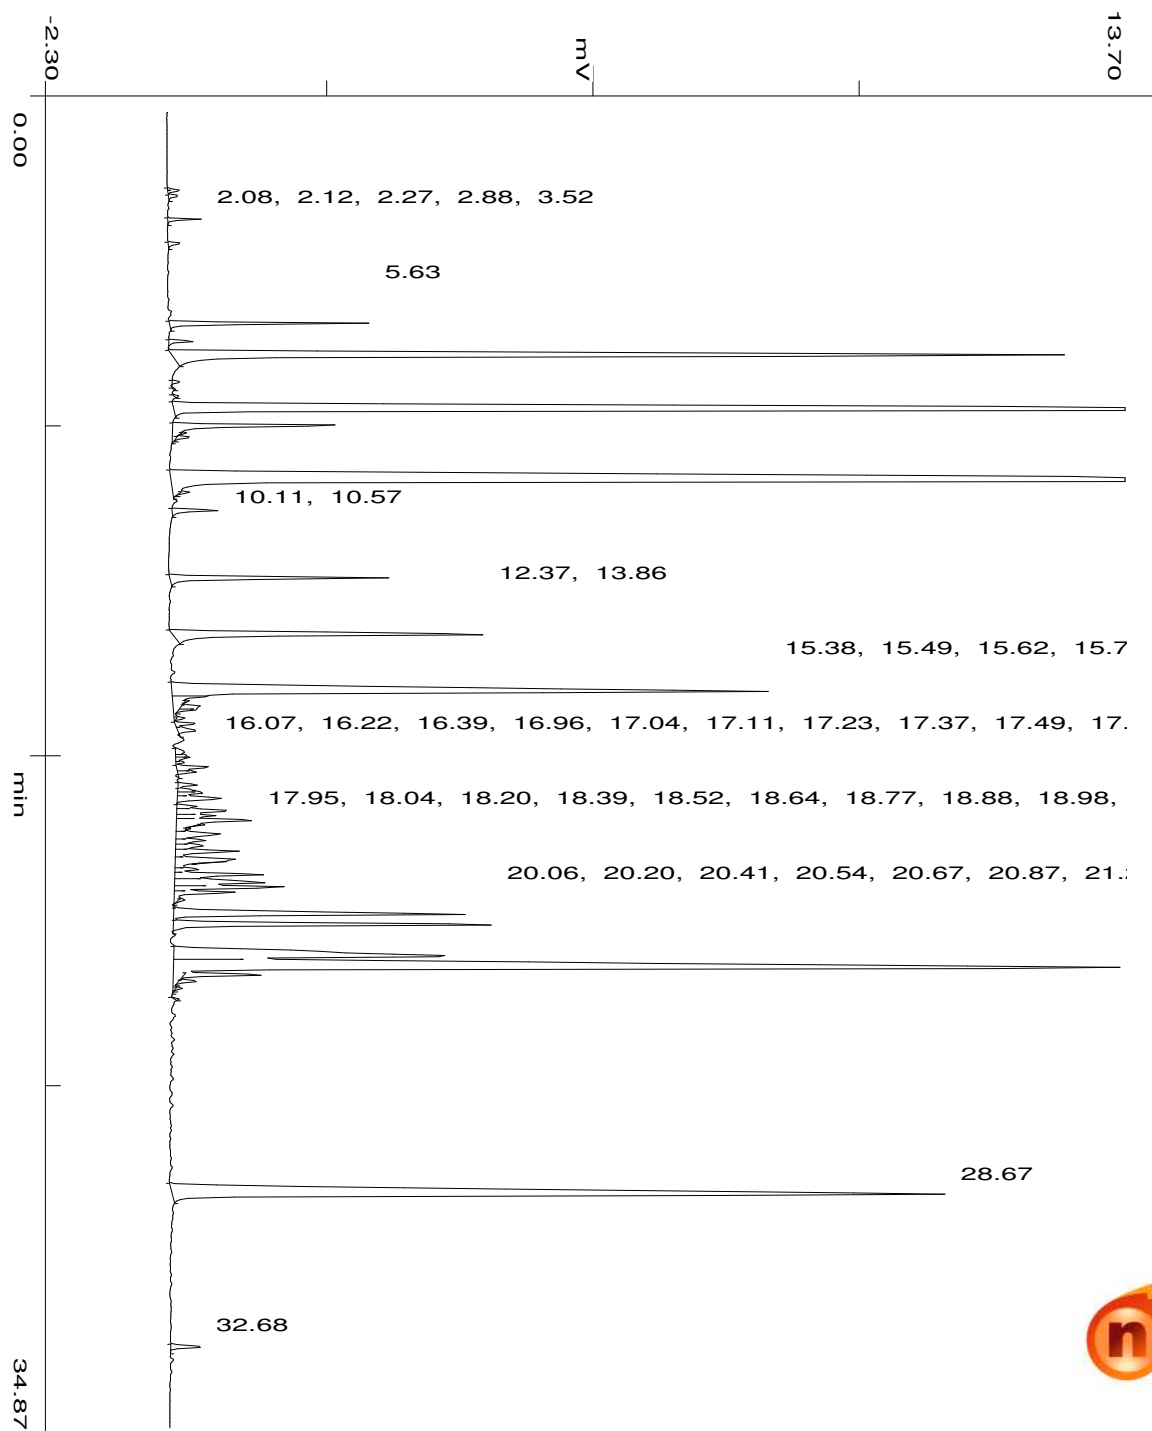 -2.30
mV
13.70
0.00
2.08, 2.12, 2.27, 2.88, 3.52
5.63
10.11, 10.57
12.37, 13.86
15.38, 15.49, 15.62, 15.7
16.07, 16.22, 16.39, 16.96, 17.04, 17.11, 17.23, 17.37, 17.49, 17.
min
17.95, 18.04, 18.20, 18.39, 18.52, 18.64, 18.77, 18.88, 18.98,
20.06, 20.20, 20.41, 20.54, 20.67, 20.87, 21.
28.67
32.68
n
34.87